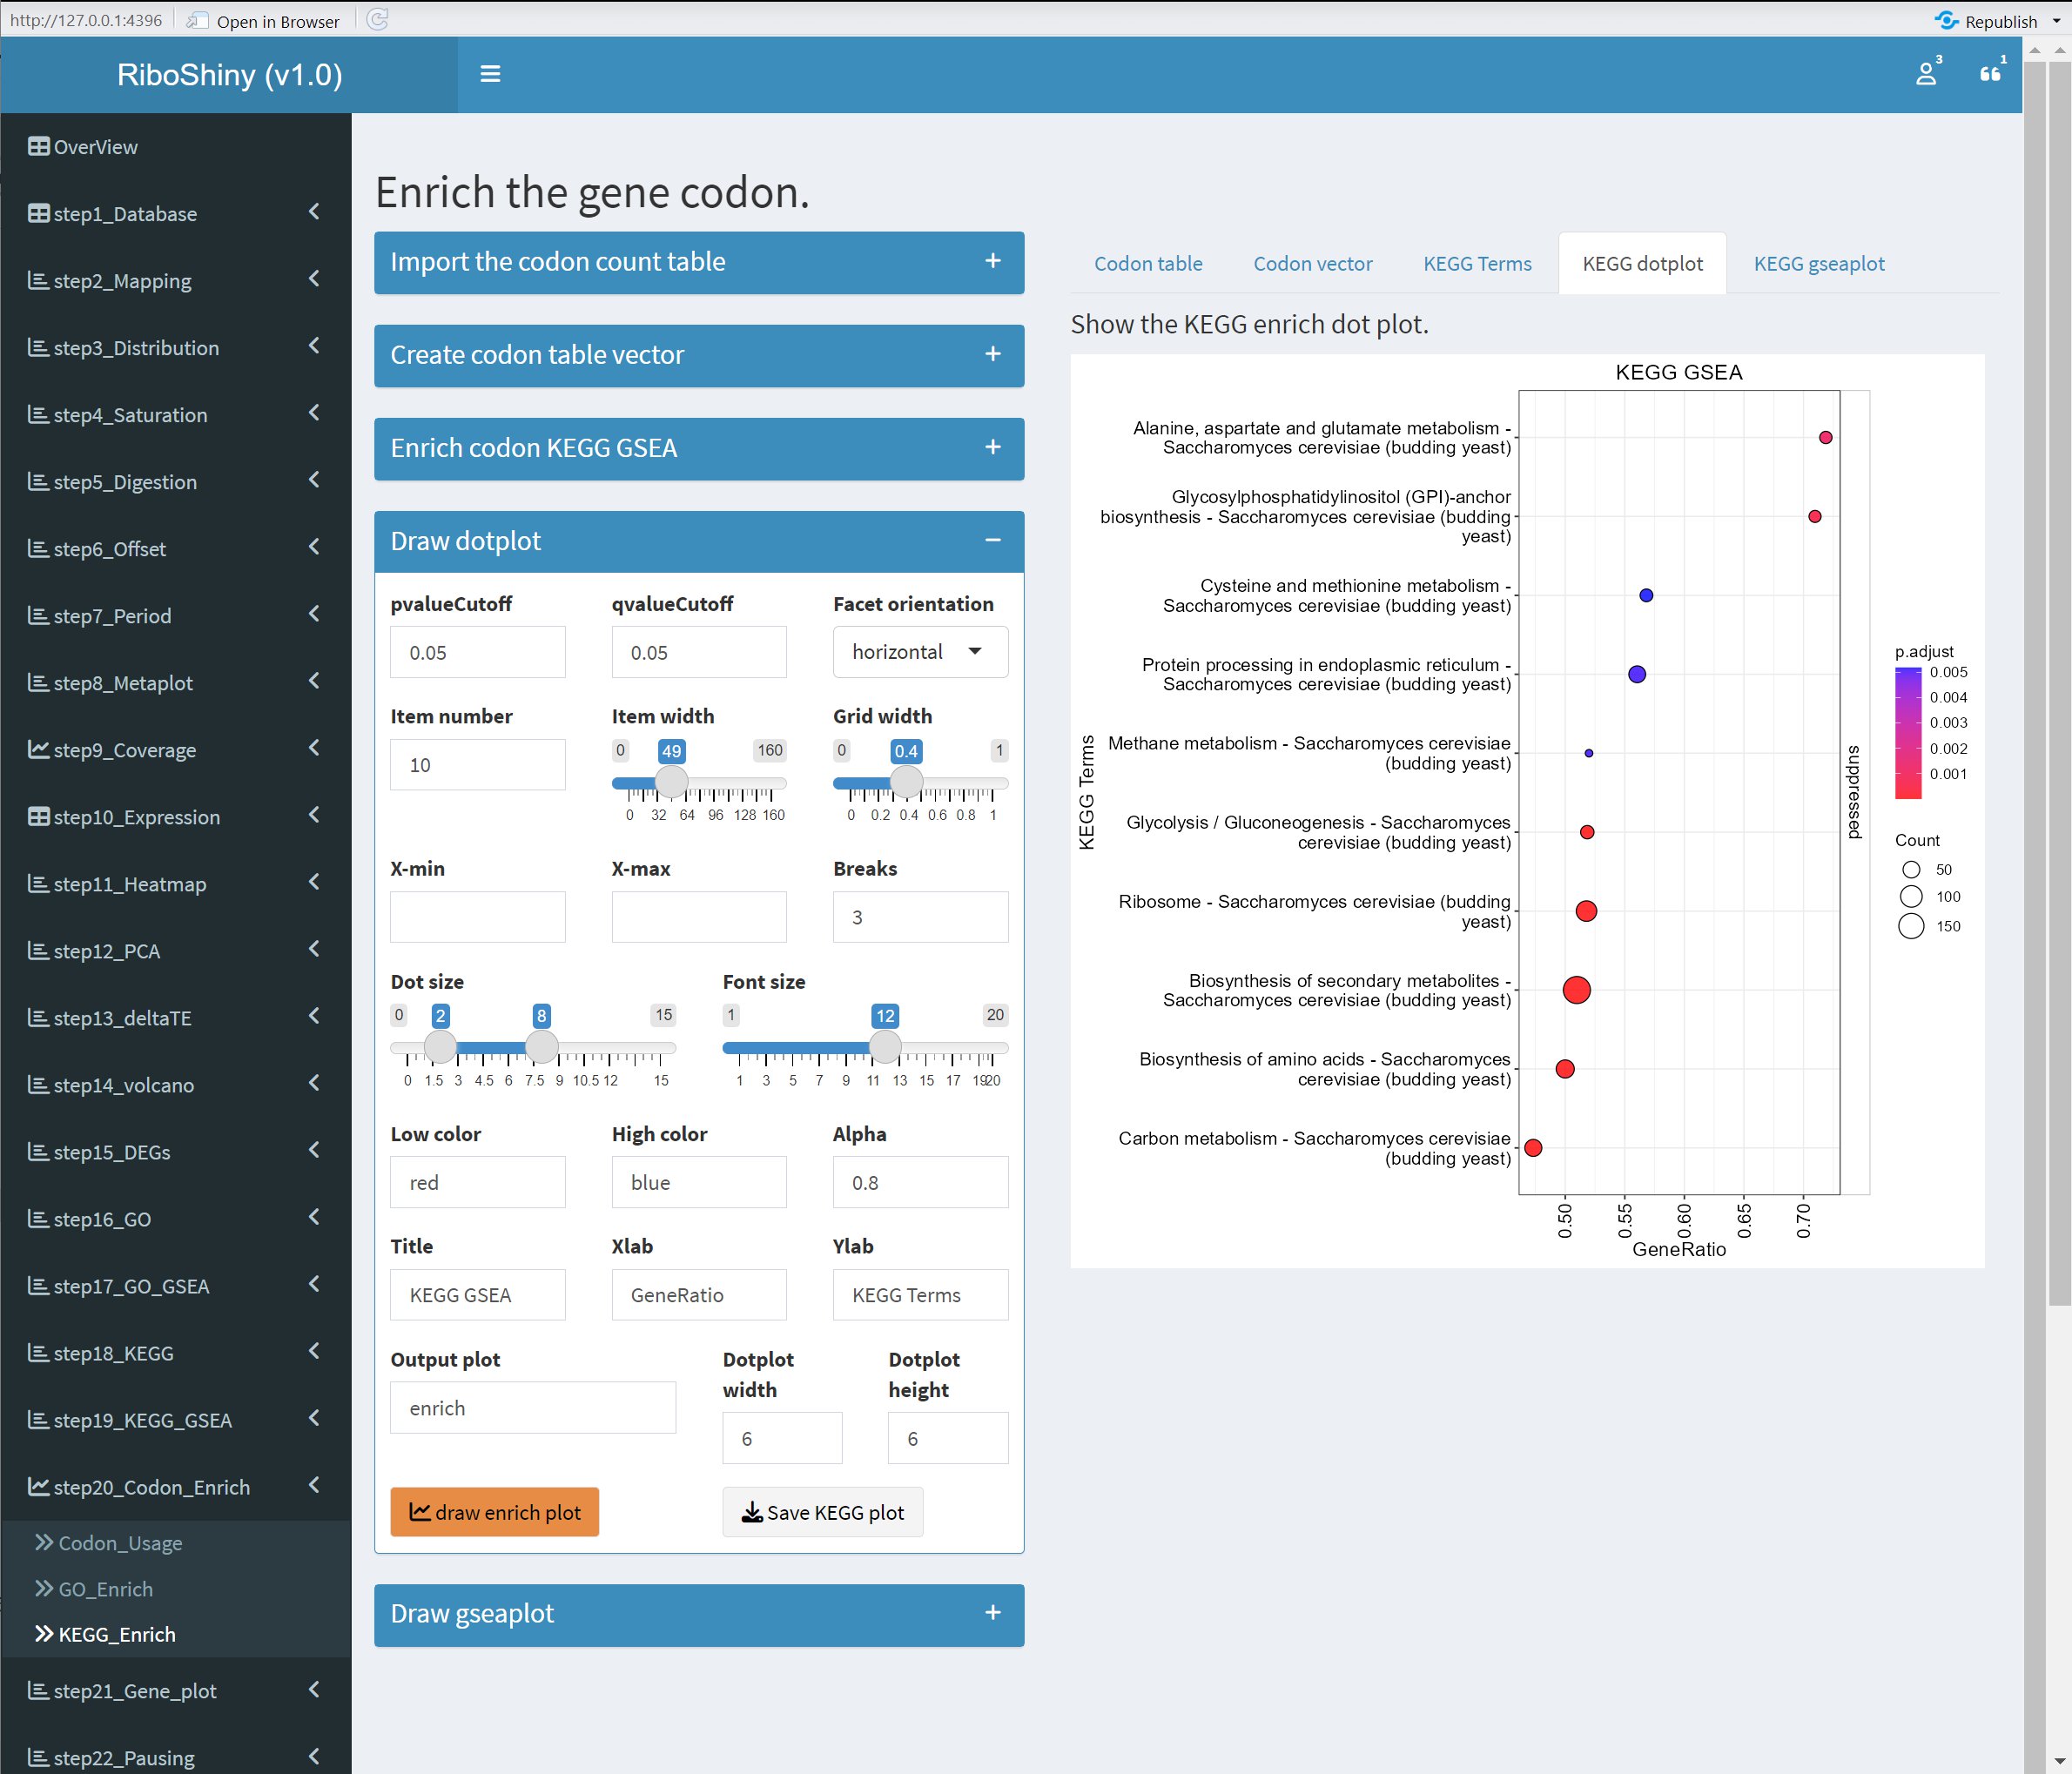 http://127.0.0.1:4396
Open in Browser
Republish
RiboShiny (v1.0)
3
1
OverView
step1_Database
step2_Mapping
step3_Distribution
step4_Saturation
step5_Digestion
step6_Offset
step7_Period
step8_Metaplot
step9_Coverage
step10_Expression
step11_Heatmap
step12_PCA
step13_deltaTE
step14_volcano
step15_DEGs
step16_GO
step17_GO_GSEA
step18_KEGG
step19_KEGG_GSEA
step20_Codon_Enrich
Codon_Usage
GO_Enrich
KEGG_Enrich
step21_Gene_plot
step22_Pausing
Enrich the gene codon.
Import the codon count table
Create codon table vector
Enrich codon KEGG GSEA
Draw dotplot
pvalueCutoff qvalueCutoff Facet orientation
0.05 0.05 horizontal
Item number Item width Grid width
10
0 49 160
0 0.4 1
0 32 64 96 128 160
0 0.2 0.4 0.6 0.8 1
X-min X-max Breaks
3
Dot size Font size
0 2 8 15
1 12 20
0 1.5 3 4.5 6 7.5 9 10.5 12 15
1 3 5 7 9 11 13 15 17 19 20
Low color High color Alpha
red blue 0.8
Title Xlab Ylab
KEGG GSEA GeneRatio KEGG Terms
Output plot
Dotplot width
Dotplot height
enrich 6 6
draw enrich plot
Save KEGG plot
Draw gseaplot
Codon table Codon vector KEGG Terms KEGG dotplot KEGG gseaplot
Show the KEGG enrich dot plot.
KEGG GSEA
KEGG Terms
Alanine, aspartate and glutamate metabolism -
Saccharomyces cerevisiae (budding yeast)
Glycosylphosphatidylinositol (GPI)-anchor
biosynthesis - Saccharomyces cerevisiae (budding
yeast)
Cysteine and methionine metabolism -
Saccharomyces cerevisiae (budding yeast)
Protein processing in endoplasmic reticulum -
Saccharomyces cerevisiae (budding yeast)
Methane metabolism - Saccharomyces cerevisiae
(budding yeast)
Glycolysis / Gluconeogenesis - Saccharomyces
cerevisiae (budding yeast)
Ribosome - Saccharomyces cerevisiae (budding
yeast)
Biosynthesis of secondary metabolites -
Saccharomyces cerevisiae (budding yeast)
Biosynthesis of amino acids - Saccharomyces
cerevisiae (budding yeast)
Carbon metabolism - Saccharomyces cerevisiae
(budding yeast)
0.50 0.55 0.60 0.65 0.70
GeneRatio
suppressed
p.adjust
0.005
0.004
0.003
0.002
0.001
Count
50
100
150